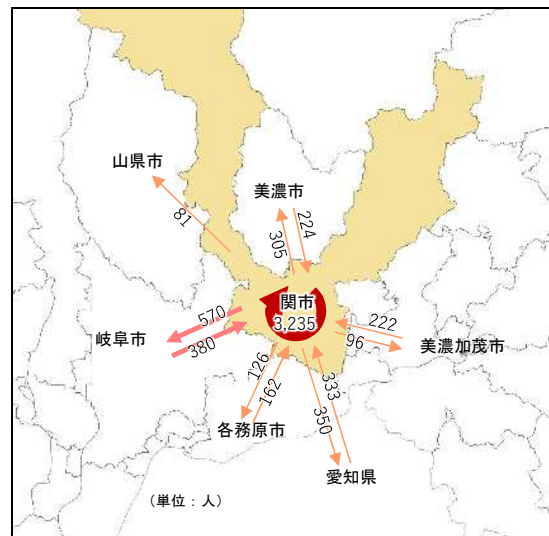 山県市
81
美濃市
224
305
関市
3,235
570
380
岐阜市
222
96
美濃加茂市
126
162
333
350
各務原市
愛知県
（単位：人）